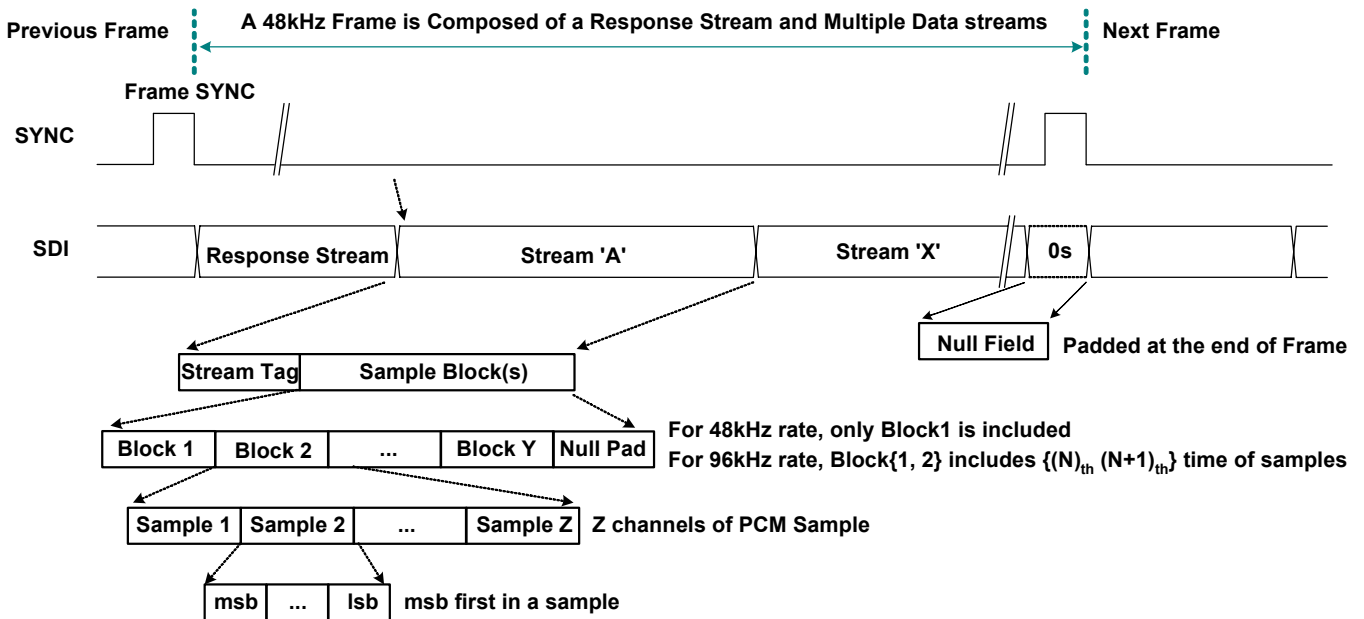 A 48kHz Frame is Composed of a Response Stream and Multiple Data streams
Previous Frame
Next Frame
Frame SYNC
SYNC
SDI
Response Stream
Stream 'A'
Stream 'X'
0s
Null Field
Padded at the end of Frame
Stream Tag
Sample Block(s)
Block 1
Block 2
...
Block Y
Null Pad
For 48kHz rate, only Block1 is included
For 96kHz rate, Block{1, 2} includes {(N)th (N+1)th} time of samples
Sample 1
Sample 2
...
Sample Z
Z channels of PCM Sample
msb
...
lsb
msb first in a sample